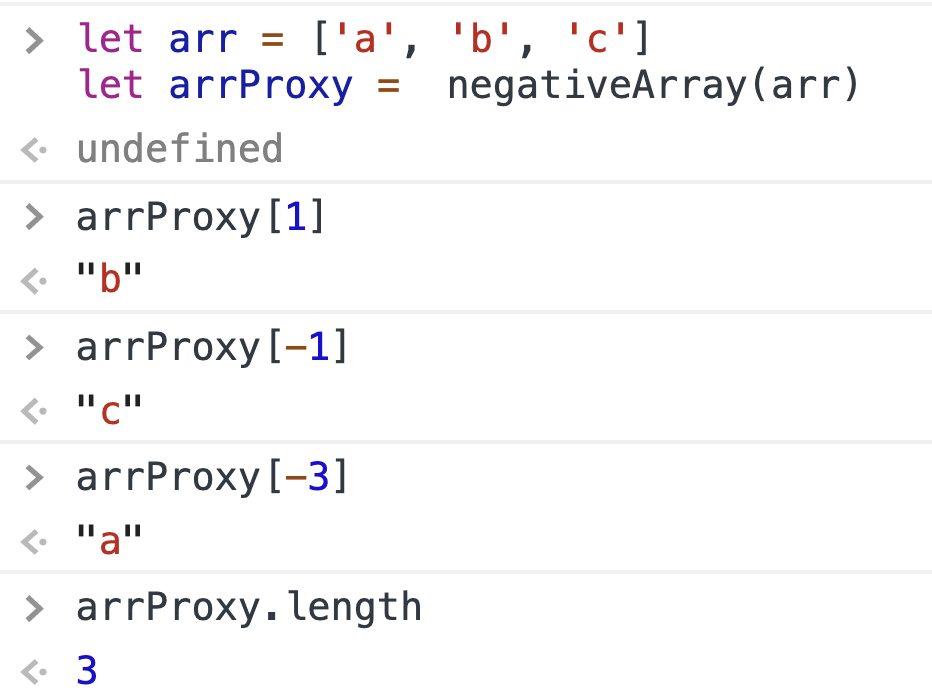 > let arr = ['a', 'b', 'c']
let arrProxy =  negativeArray(arr)
<· undefined
> arrProxy[1]
<· "b"
> arrProxy[-1]
<· "c"
> arrProxy[-3]
<· "a"
> arrProxy.length
<· 3